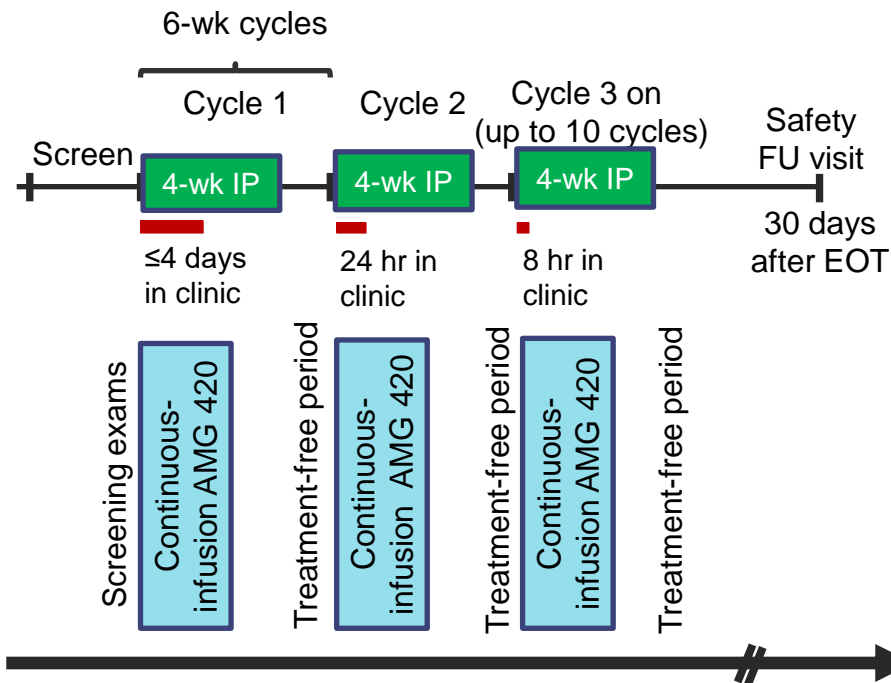 6-wk cycles
Cycle 1
Cycle 2
Cycle 3 on
(up to 10 cycles)
Safety
FU visit
Screen
4-wk IP
4-wk IP
4-wk IP
≤4 days
in clinic
24 hr in
clinic
8 hr in
clinic
30 days
after EOT
Screening exams
Continuous-
infusion AMG 420
Treatment-free period
Continuous-
infusion AMG 420
Treatment-free period
Continuous-
infusion AMG 420
Treatment-free period